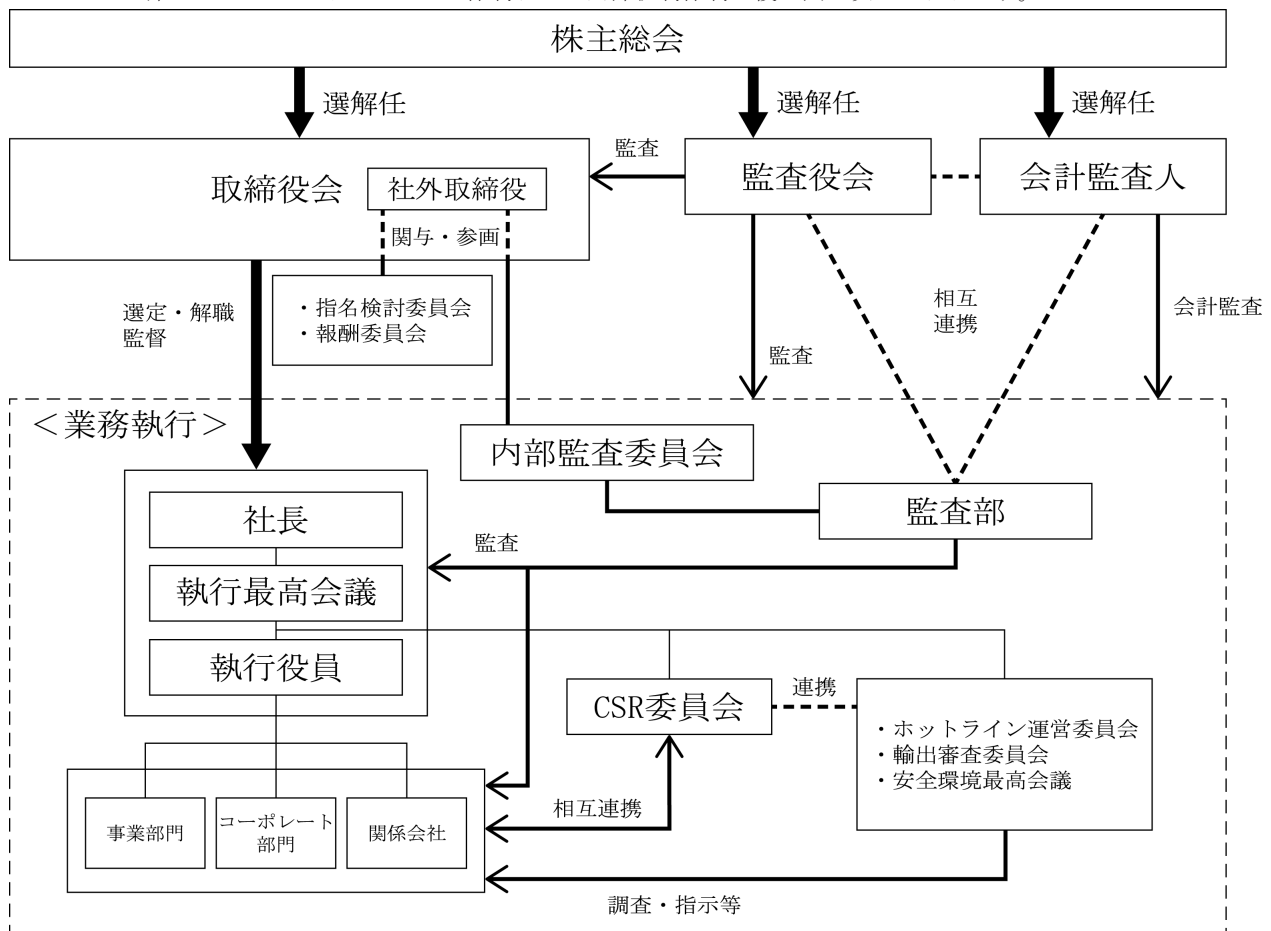 株主総会
選解任
選解任
選解任
監査
取締役会
社外取締役
監査役会
会計監査人
関与・参画
・指名検討委員会
・報酬委員会
選定・解職
監督
相互
連携
会計監査
監査
＜業務執行＞
内部監査委員会
監査部
社長
監査
執行最高会議
執行役員
CSR委員会
連携
・ホットライン運営委員会
・輸出審査委員会
・安全環境最高会議
相互連携
事業部門
コーポレート
部門
関係会社
調査・指示等